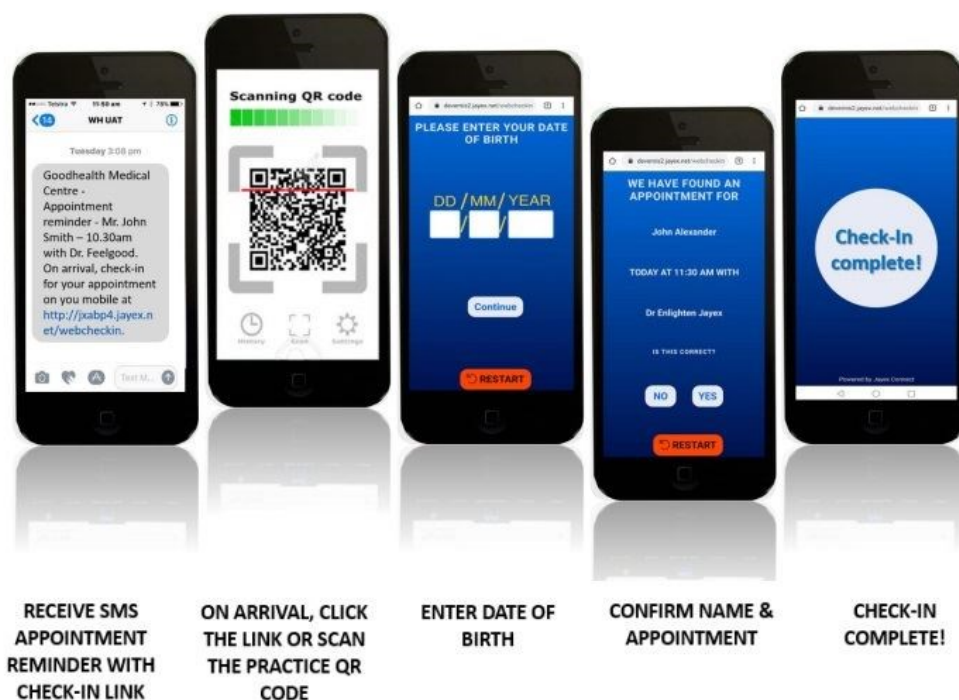 Telstra
11:50 am
78%
14
WH UAT
Tuesday 3:08 pm
Goodhealth Medical
Centre -
Appointment
reminder - Mr. John
Smith – 10.30am
with Dr. Feelgood.
On arrival, check-in
for your appointment
on you mobile at
http://jxabp4.jayex.n
et/webcheckin.
Text M...
Scanning QR code
History
Scan
Settings
PLEASE ENTER YOUR DATE
OF BIRTH
DD/MM/YEAR
Continue
RESTART
WE HAVE FOUND AN
APPOINTMENT FOR
John Alexander
TODAY AT 11:30 AM WITH
Dr Enlighten Jayex
IS THIS CORRECT?
NO YES
RESTART
Check-In
complete!
Powered by Jayex Connect
RECEIVE SMS
APPOINTMENT
REMINDER WITH
CHECK-IN LINK
ON ARRIVAL, CLICK
THE LINK OR SCAN
THE PRACTICE QR
CODE
ENTER DATE OF
BIRTH
CONFIRM NAME &
APPOINTMENT
CHECK-IN
COMPLETE!